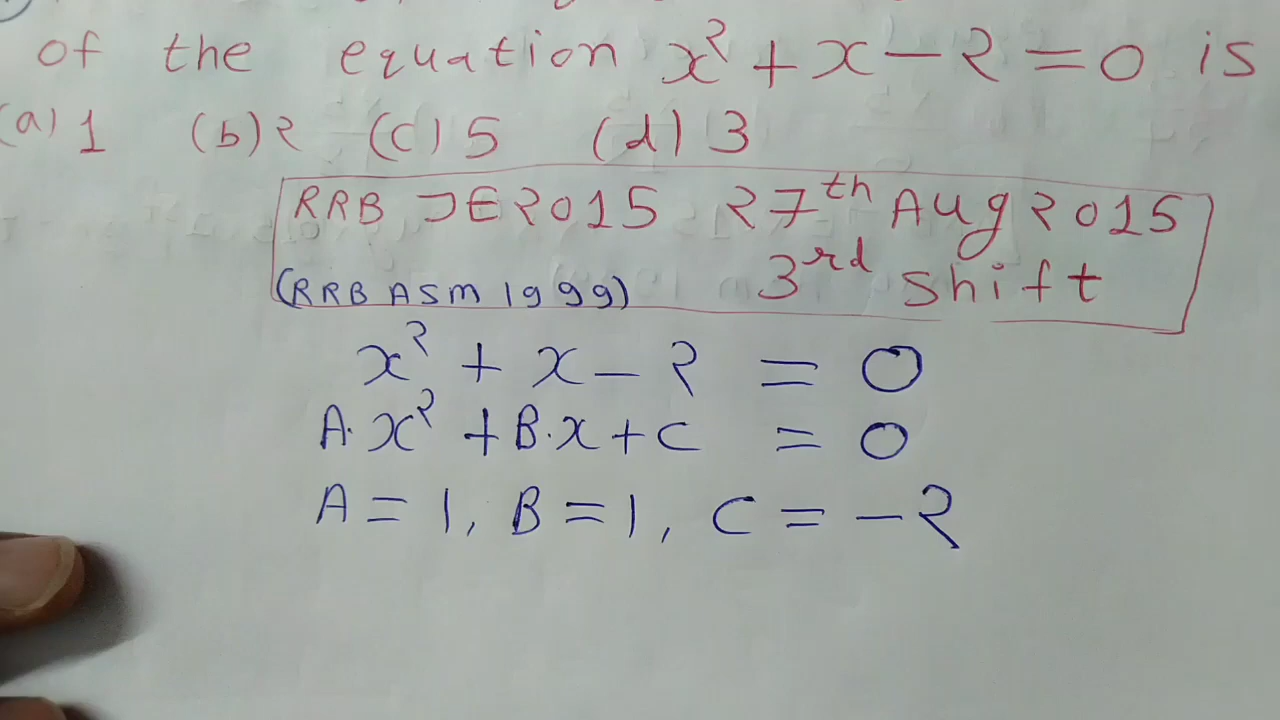 of the equation x² + x - 2 = 0 is
(a) 1 (b) 2 (c) 5 (d) 3
RRB JE 2015 27th Aug 2015
3rd Shift
(RRB ASM 1999)
x² + x - 2 = 0
A·x² + B·x + C = 0
A = 1, B = 1, C = -2